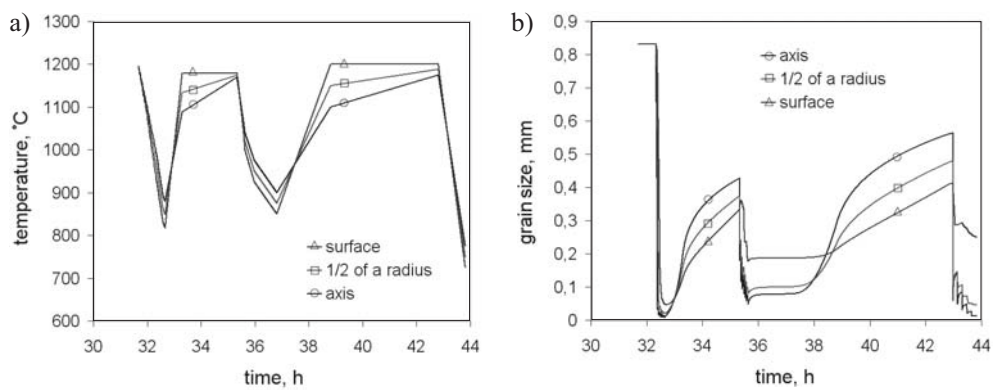 a)
temperature, °C
1300
1200
1100
1000
900
800
700
600
surface
1/2 of a radius
axis
30 32 34 36 38 40 42 44
time, h
b)
grain size, mm
0,9
0,8
0,7
0,6
0,5
0,4
0,3
0,2
0,1
0
axis
1/2 of a radius
surface
30 32 34 36 38 40 42 44
time, h